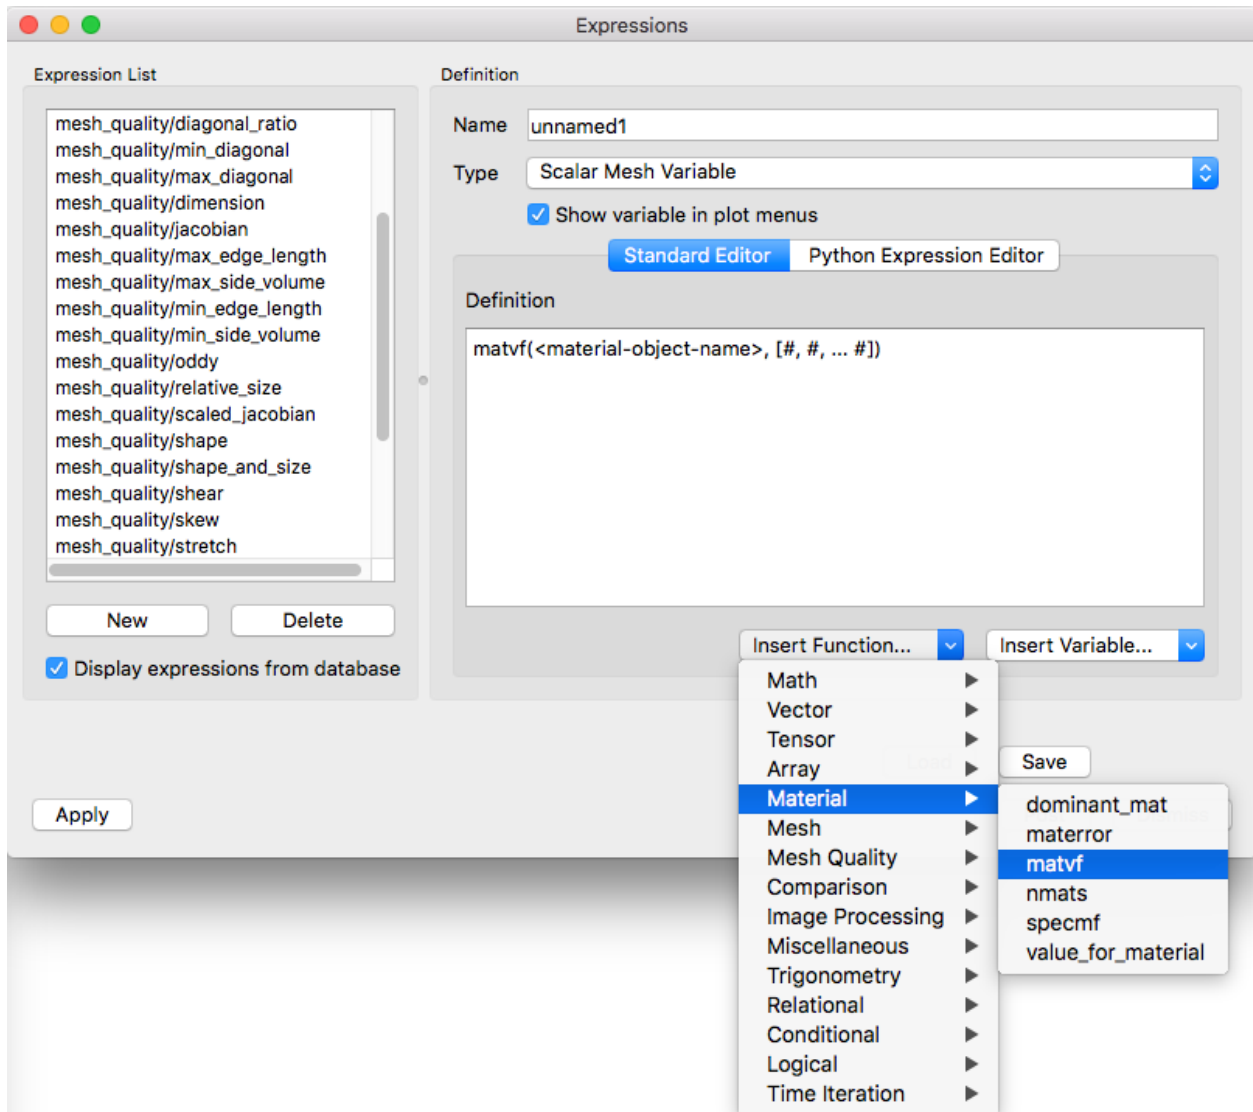 Expressions
Expression List
mesh_quality/diagonal_ratio
mesh_quality/min_diagonal
mesh_quality/max_diagonal
mesh_quality/dimension
mesh_quality/jacobian
mesh_quality/max_edge_length
mesh_quality/max_side_volume
mesh_quality/min_edge_length
mesh_quality/min_side_volume
mesh_quality/oddy
mesh_quality/relative_size
mesh_quality/scaled_jacobian
mesh_quality/shape
mesh_quality/shape_and_size
mesh_quality/shear
mesh_quality/skew
mesh_quality/stretch
New Delete
Display expressions from database
Definition
Name unnamed1
Type Scalar Mesh Variable
Show variable in plot menus
Standard Editor Python Expression Editor
Definition
matvf(<material-object-name>, [#, #, ... #])
Insert Function... Insert Variable...
Math
Vector
Tensor
Array
Material
Mesh
Mesh Quality
Comparison
Image Processing
Miscellaneous
Trigonometry
Relational
Conditional
Logical
Time Iteration
dominant_mat
materror
matvf
nmats
specmf
value_for_material
Save
Apply